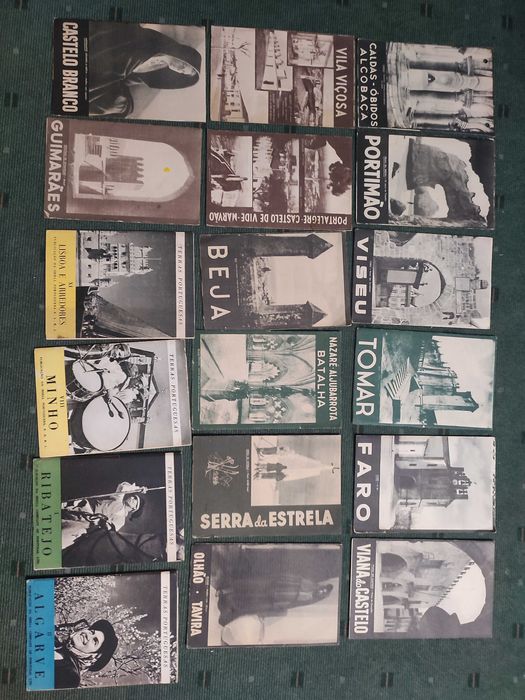 CASTELO BRANCO
VILA VIÇOSA
CALDAS - ÓBIDOS
ALCOBAÇA
GUIMARÃES
PORTALEGRE-CASTELO DE VIDE-MARVÃO
PORTIMÃO
XI
LISBOA E ARREDORES
TERRAS PORTUGUESAS
BEJA
VISEU
VIII
MINHO
TERRAS PORTUGUESAS
NAZARÉ ALJUBARROTA
BATALHA
TOMAR
RIBATEJO
TERRAS PORTUGUESAS
SERRA da ESTRELA
FARO
ALGARVE
TERRAS PORTUGUESAS
OLHÃO • TAVIRA
VIANA do CASTELO